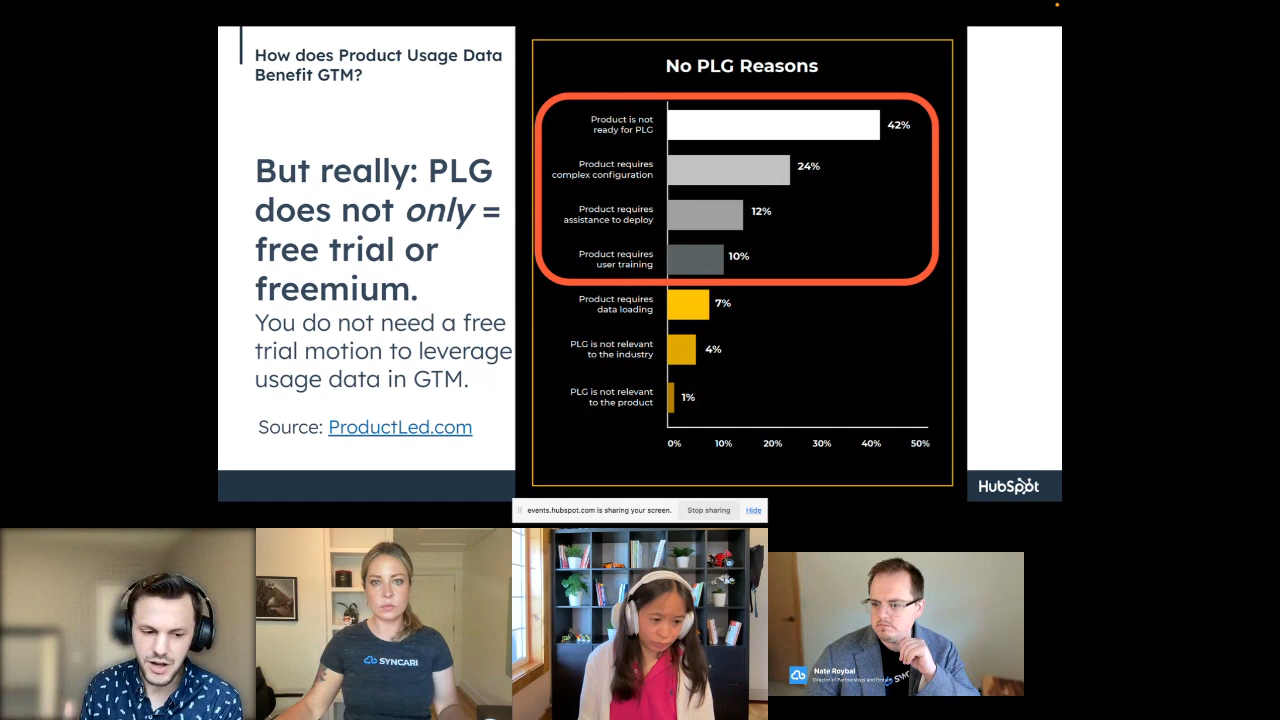 How does Product Usage Data
Benefit GTM?
But really: PLG
does not only =
free trial or
freemium.
You do not need a free
trial motion to leverage
usage data in GTM.
Source: ProductLed.com
No PLG Reasons
Product is not
ready for PLG
42%
Product requires
complex configuration
24%
Product requires
assistance to deploy
12%
Product requires
user training
10%
Product requires
data loading
7%
PLG is not relevant
to the industry
4%
PLG is not relevant
to the product
1%
0% 10% 20% 30% 40% 50%
HubSpot
events.hubspot.com is sharing your screen. Stop sharing Hide
SYNCARI
Nate Roybal
Director of Partnerships and